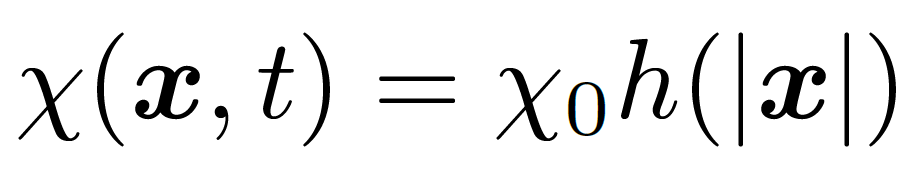 χ(𝒙, t) = χ₀h(|𝒙|)